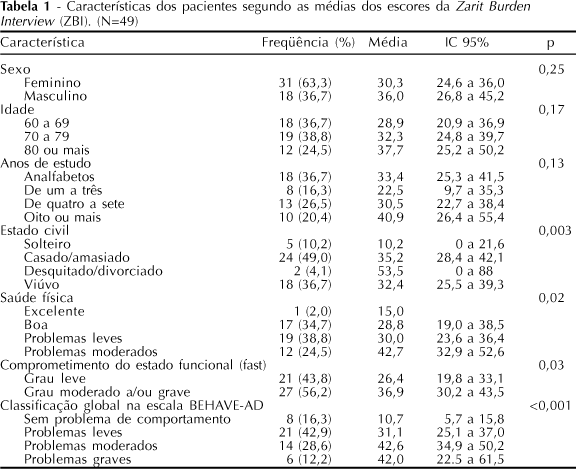 Tabela 1 - Características dos pacientes segundo as médias dos escores da Zarit Burden
Interview (ZBI). (N=49)
Característica Freqüência (%) Média IC 95% p
Sexo 0,25
Feminino 31 (63,3) 30,3 24,6 a 36,0
Masculino 18 (36,7) 36,0 26,8 a 45,2
Idade 0,17
60 a 69 18 (36,7) 28,9 20,9 a 36,9
70 a 79 19 (38,8) 32,3 24,8 a 39,7
80 ou mais 12 (24,5) 37,7 25,2 a 50,2
Anos de estudo 0,13
Analfabetos 18 (36,7) 33,4 25,3 a 41,5
De um a três 8 (16,3) 22,5 9,7 a 35,3
De quatro a sete 13 (26,5) 30,5 22,7 a 38,4
Oito ou mais 10 (20,4) 40,9 26,4 a 55,4
Estado civil 0,003
Solteiro 5 (10,2) 10,2 0 a 21,6
Casado/amasiado 24 (49,0) 35,2 28,4 a 42,1
Desquitado/divorciado 2 (4,1) 53,5 0 a 88
Viúvo 18 (36,7) 32,4 25,5 a 39,3
Saúde física 0,02
Excelente 1 (2,0) 15,0
Boa 17 (34,7) 28,8 19,0 a 38,5
Problemas leves 19 (38,8) 30,0 23,6 a 36,4
Problemas moderados 12 (24,5) 42,7 32,9 a 52,6
Comprometimento do estado funcional (fast) 0,03
Grau leve 21 (43,8) 26,4 19,8 a 33,1
Grau moderado a/ou grave 27 (56,2) 36,9 30,2 a 43,5
Classificação global na escala BEHAVE-AD <0,001
Sem problema de comportamento 8 (16,3) 10,7 5,7 a 15,8
Problemas leves 21 (42,9) 31,1 25,1 a 37,0
Problemas moderados 14 (28,6) 42,6 34,9 a 50,2
Problemas graves 6 (12,2) 42,0 22.5 a 61,5